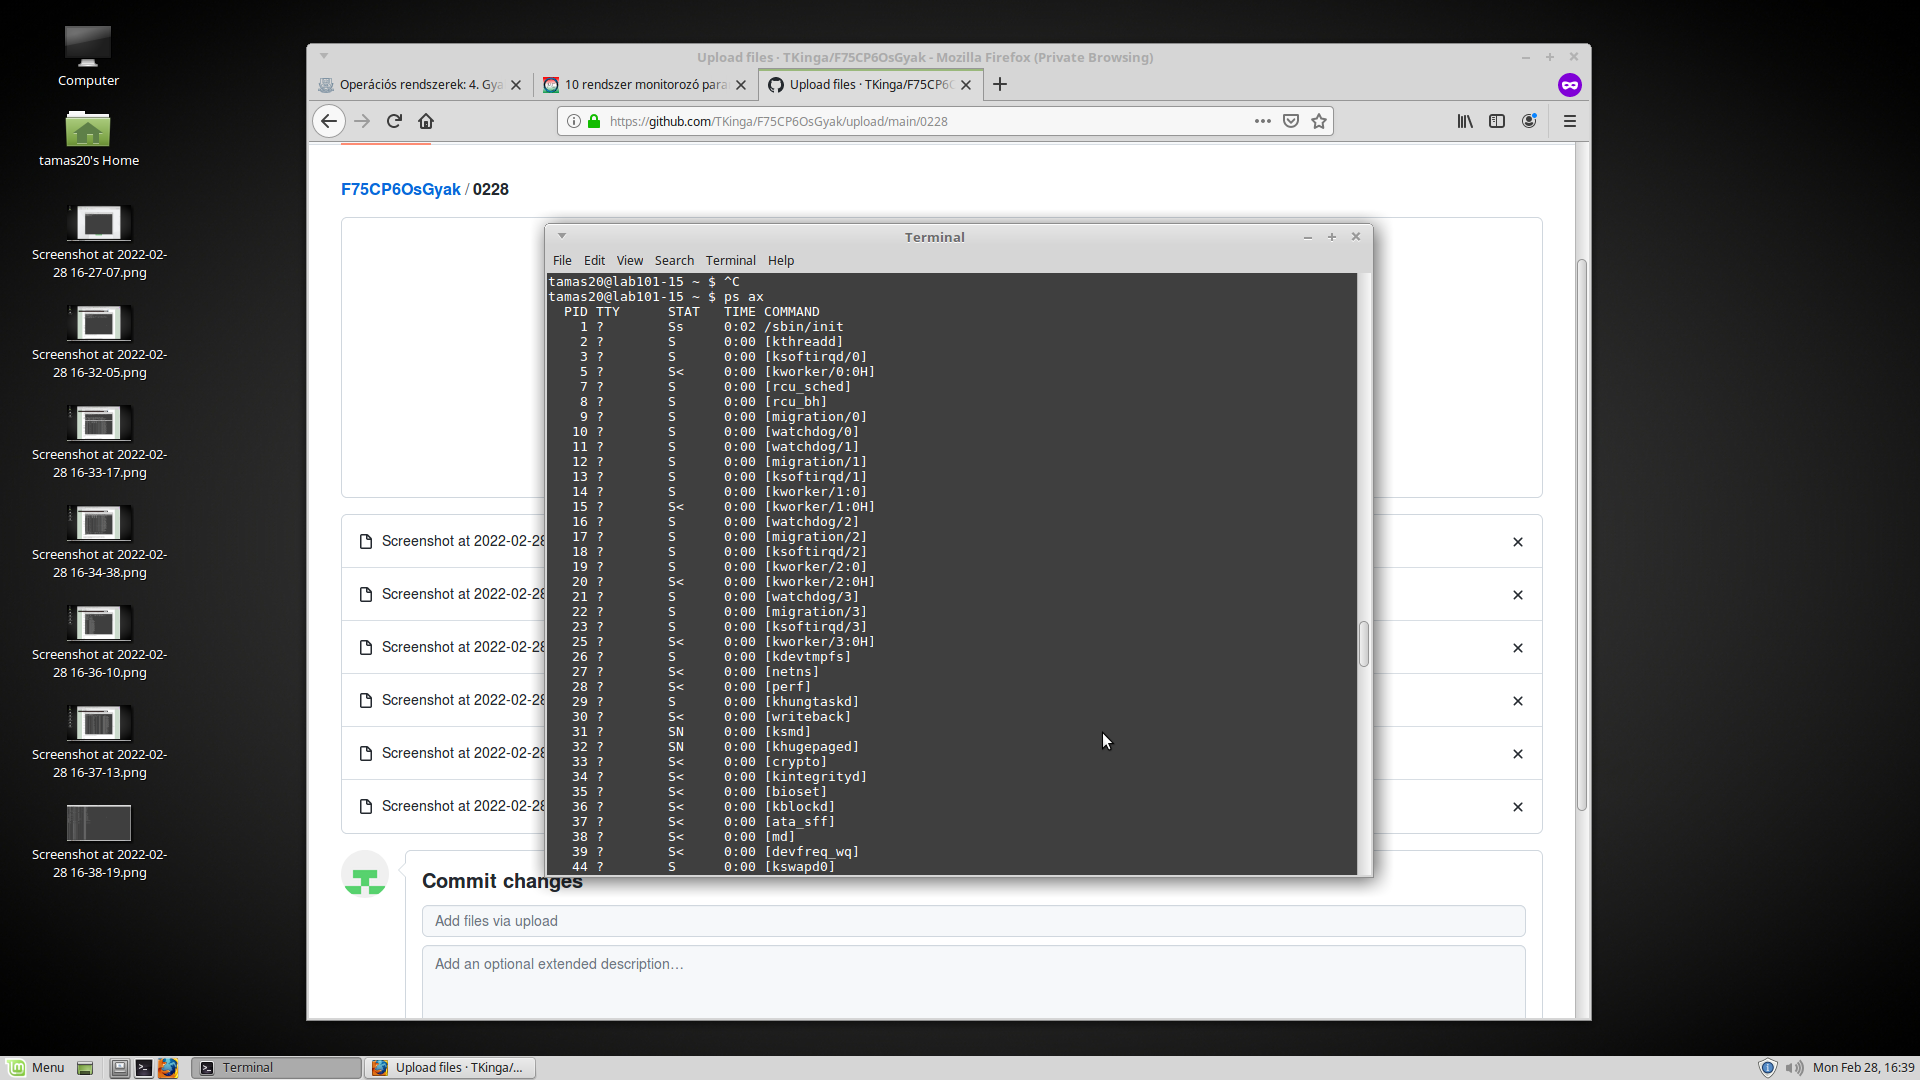 Computer
tamas20's Home
Screenshot at 2022-02-
28 16-27-07.png
Screenshot at 2022-02-
28 16-32-05.png
Screenshot at 2022-02-
28 16-33-17.png
Screenshot at 2022-02-
28 16-34-38.png
Screenshot at 2022-02-
28 16-36-10.png
Screenshot at 2022-02-
28 16-37-13.png
Screenshot at 2022-02-
28 16-38-19.png
Upload files · TKinga/F75CP6OsGyak - Mozilla Firefox (Private Browsing)
Operációs rendszerek: 4. Gya
10 rendszer monitorozó para
Upload files · TKinga/F75CP6O
https://github.com/TKinga/F75CP6OsGyak/upload/main/0228
F75CP6OsGyak / 0228
Screenshot at 2022-02-28
Screenshot at 2022-02-28
Screenshot at 2022-02-28
Screenshot at 2022-02-28
Screenshot at 2022-02-28
Screenshot at 2022-02-28
Terminal
File Edit View Search Terminal Help
tamas20@lab101-15 ~ $ ^C
tamas20@lab101-15 ~ $ ps ax
PID TTY STAT TIME COMMAND
1 ? Ss 0:02 /sbin/init
2 ? S 0:00 [kthreadd]
3 ? S 0:00 [ksoftirqd/0]
5 ? S< 0:00 [kworker/0:0H]
7 ? S 0:00 [rcu_sched]
8 ? S 0:00 [rcu_bh]
9 ? S 0:00 [migration/0]
10 ? S 0:00 [watchdog/0]
11 ? S 0:00 [watchdog/1]
12 ? S 0:00 [migration/1]
13 ? S 0:00 [ksoftirqd/1]
14 ? S 0:00 [kworker/1:0]
15 ? S< 0:00 [kworker/1:0H]
16 ? S 0:00 [watchdog/2]
17 ? S 0:00 [migration/2]
18 ? S 0:00 [ksoftirqd/2]
19 ? S 0:00 [kworker/2:0]
20 ? S< 0:00 [kworker/2:0H]
21 ? S 0:00 [watchdog/3]
22 ? S 0:00 [migration/3]
23 ? S 0:00 [ksoftirqd/3]
25 ? S< 0:00 [kworker/3:0H]
26 ? S 0:00 [kdevtmpfs]
27 ? S< 0:00 [netns]
28 ? S< 0:00 [perf]
29 ? S 0:00 [khungtaskd]
30 ? S< 0:00 [writeback]
31 ? SN 0:00 [ksmd]
32 ? SN 0:00 [khugepaged]
33 ? S< 0:00 [crypto]
34 ? S< 0:00 [kintegrityd]
35 ? S< 0:00 [bioset]
36 ? S< 0:00 [kblockd]
37 ? S< 0:00 [ata_sff]
38 ? S< 0:00 [md]
39 ? S< 0:00 [devfreq_wq]
44 ? S 0:00 [kswapd0]
Commit changes
Add files via upload
Add an optional extended description…
Menu
Terminal
Upload files · TKinga/...
Mon Feb 28, 16:39